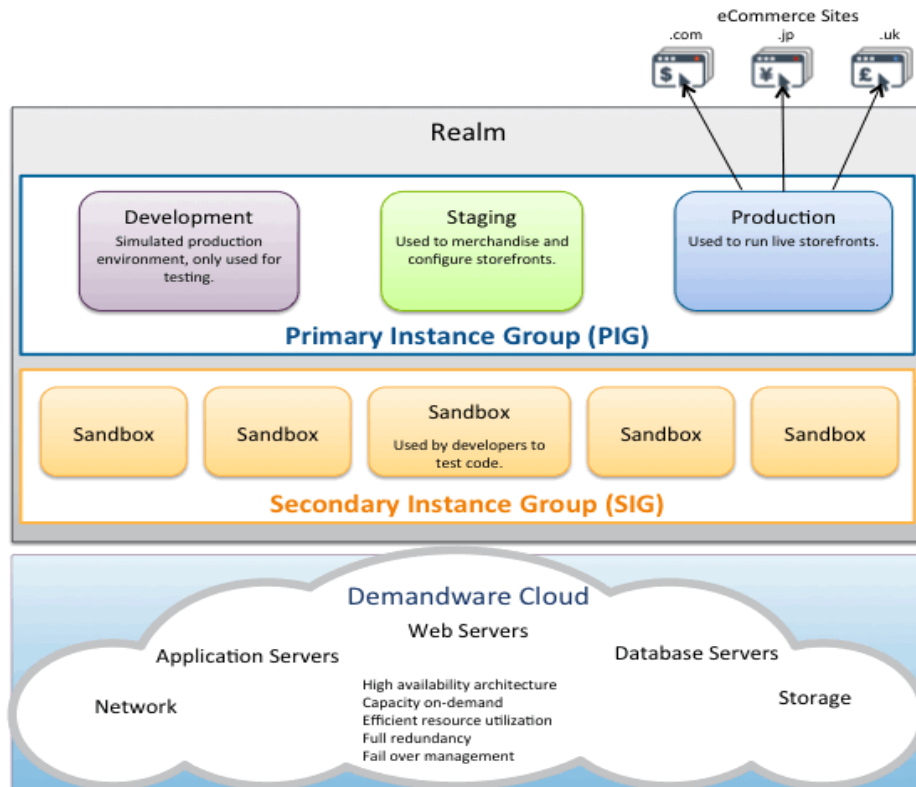 eCommerce Sites
.com .jp .uk
$ ¥ £
Realm
Development
Simulated production
environment, only used for
testing.
Staging
Used to merchandise and
configure storefronts.
Production
Used to run live storefronts.
Primary Instance Group (PIG)
Sandbox
Sandbox
Sandbox
Used by developers to
test code.
Sandbox
Sandbox
Secondary Instance Group (SIG)
Demandware Cloud
Web Servers
Application Servers
Database Servers
Network
Storage
High availability architecture
Capacity on-demand
Efficient resource utilization
Full redundancy
Fail over management